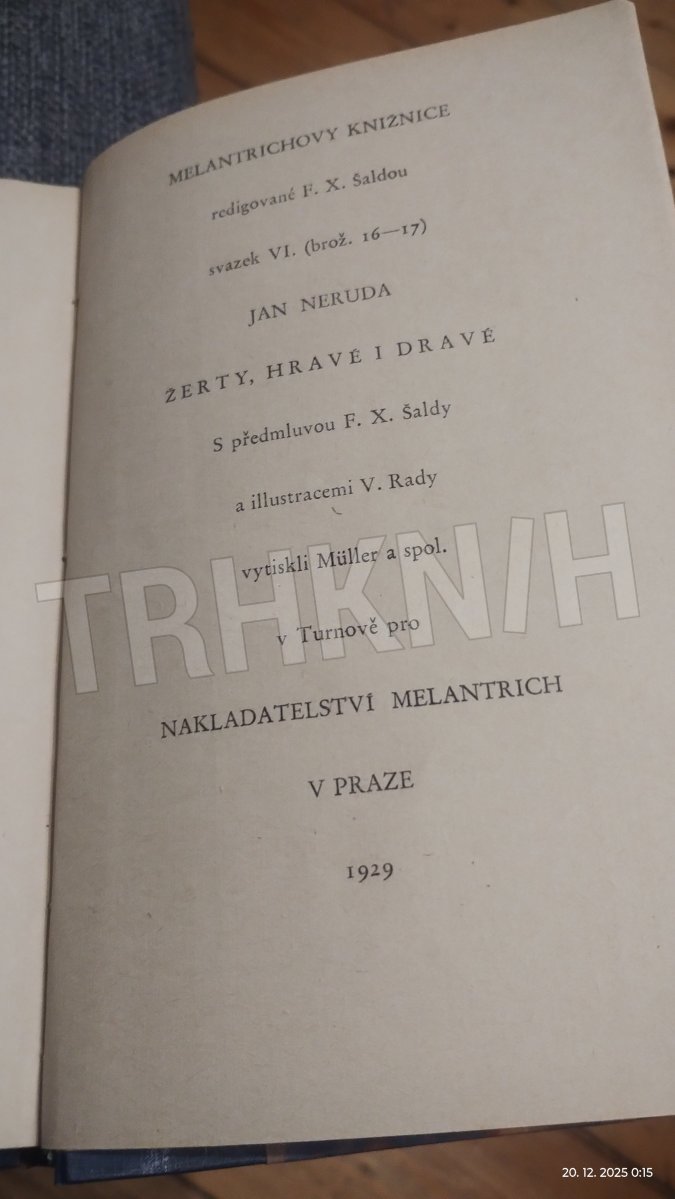 MELANTRICHOVY KNIŽNICE
redigované F. X. Šaldou
svazek VI. (brož. 16—17)
JAN NERUDA
ŽERTY, HRAVÉ I DRAVÉ
S předmluvou F. X. Šaldy
a illustracemi V. Rady
vytiskli Müller a spol.
v Turnově pro
NAKLADATELSTVÍ MELANTRICH
V PRAZE
1929
TRHKNIH
20. 12. 2025 0:15